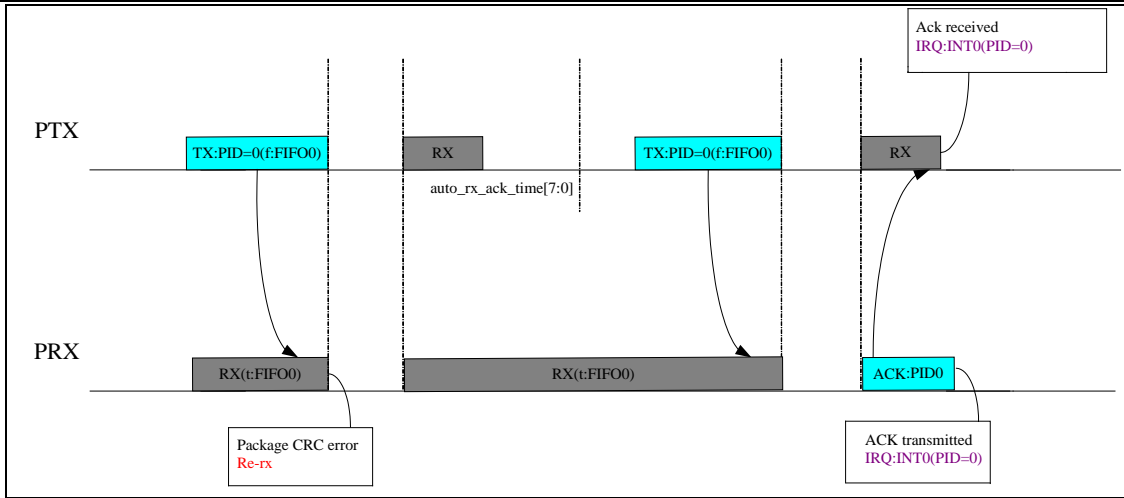 Ack received
IRQ:INT0(PID=0)
PTX
TX:PID=0(f:FIFO0)
RX
TX:PID=0(f:FIFO0)
RX
auto_rx_ack_time[7:0]
PRX
RX(t:FIFO0)
RX(t:FIFO0)
ACK:PID0
Package CRC error
Re-rx
ACK transmitted
IRQ:INT0(PID=0)